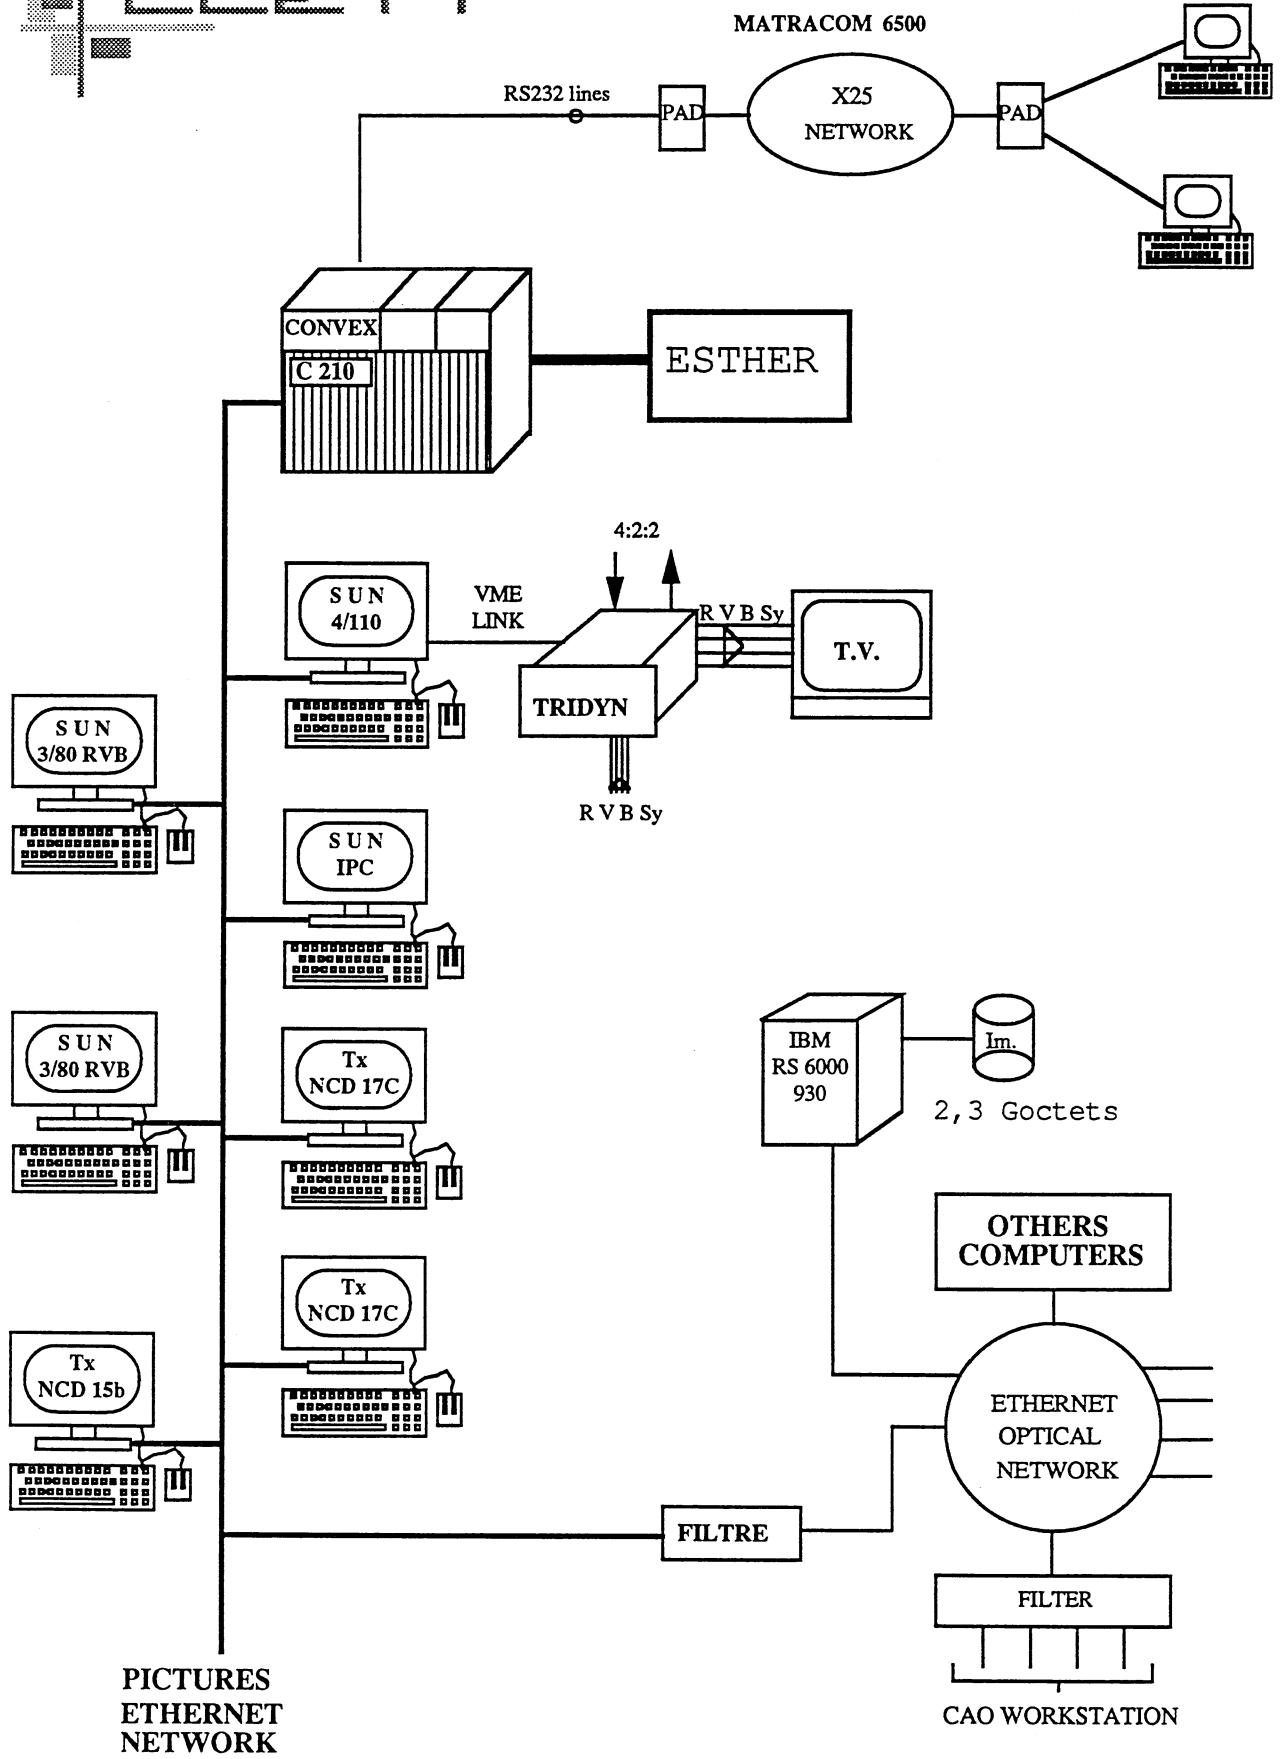 MATRACOM 6500
RS232 lines
PAD
X25
NETWORK
PAD
CONVEX
C 210
ESTHER
4:2:2
SUN
4/110
VME
LINK
R V B Sy
T.V.
TRIDYN
R V B Sy
SUN
3/80 RVB
SUN
IPC
SUN
3/80 RVB
Tx
NCD 17C
IBM
RS 6000
930
Im.
2,3 Goctets
OTHERS
COMPUTERS
Tx
NCD 17C
Tx
NCD 15b
ETHERNET
OPTICAL
NETWORK
FILTRE
FILTER
CAO WORKSTATION
PICTURES
ETHERNET
NETWORK